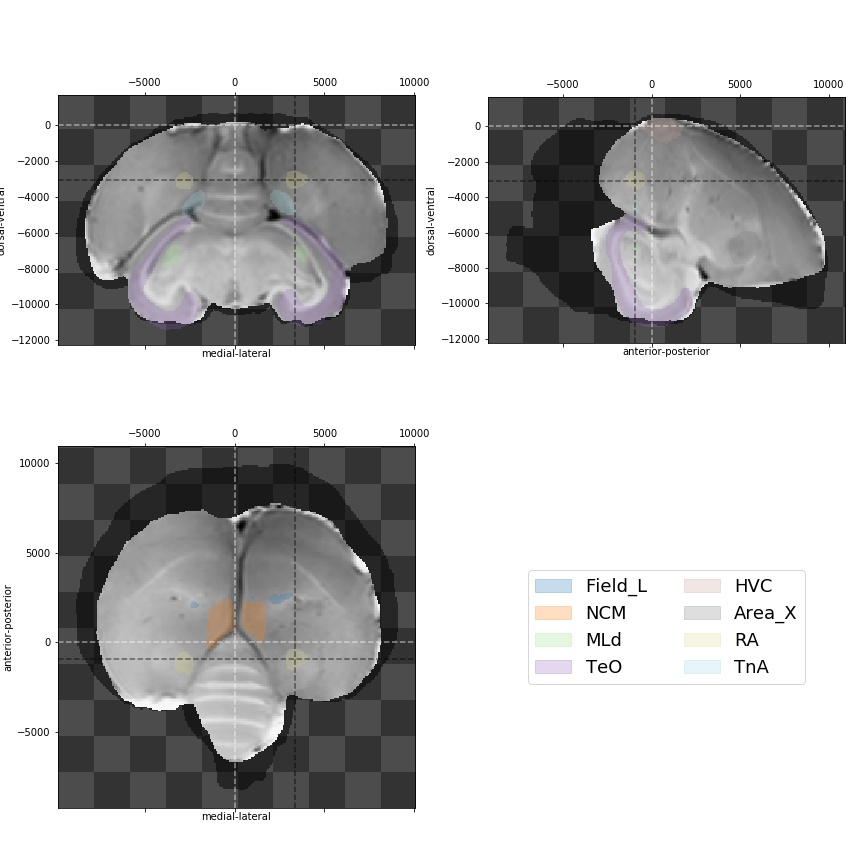 −5000 0 5000 10000
0
−2000
−4000
−6000
−8000
−10000
−12000
dorsal-ventral
medial-lateral
−5000 0 5000 10000
0
−2000
−4000
−6000
−8000
−10000
−12000
dorsal-ventral
anterior-posterior
−5000 0 5000 10000
10000
5000
0
−5000
anterior-posterior
medial-lateral
Field_L HVC
NCM Area_X
MLd RA
TeO TnA